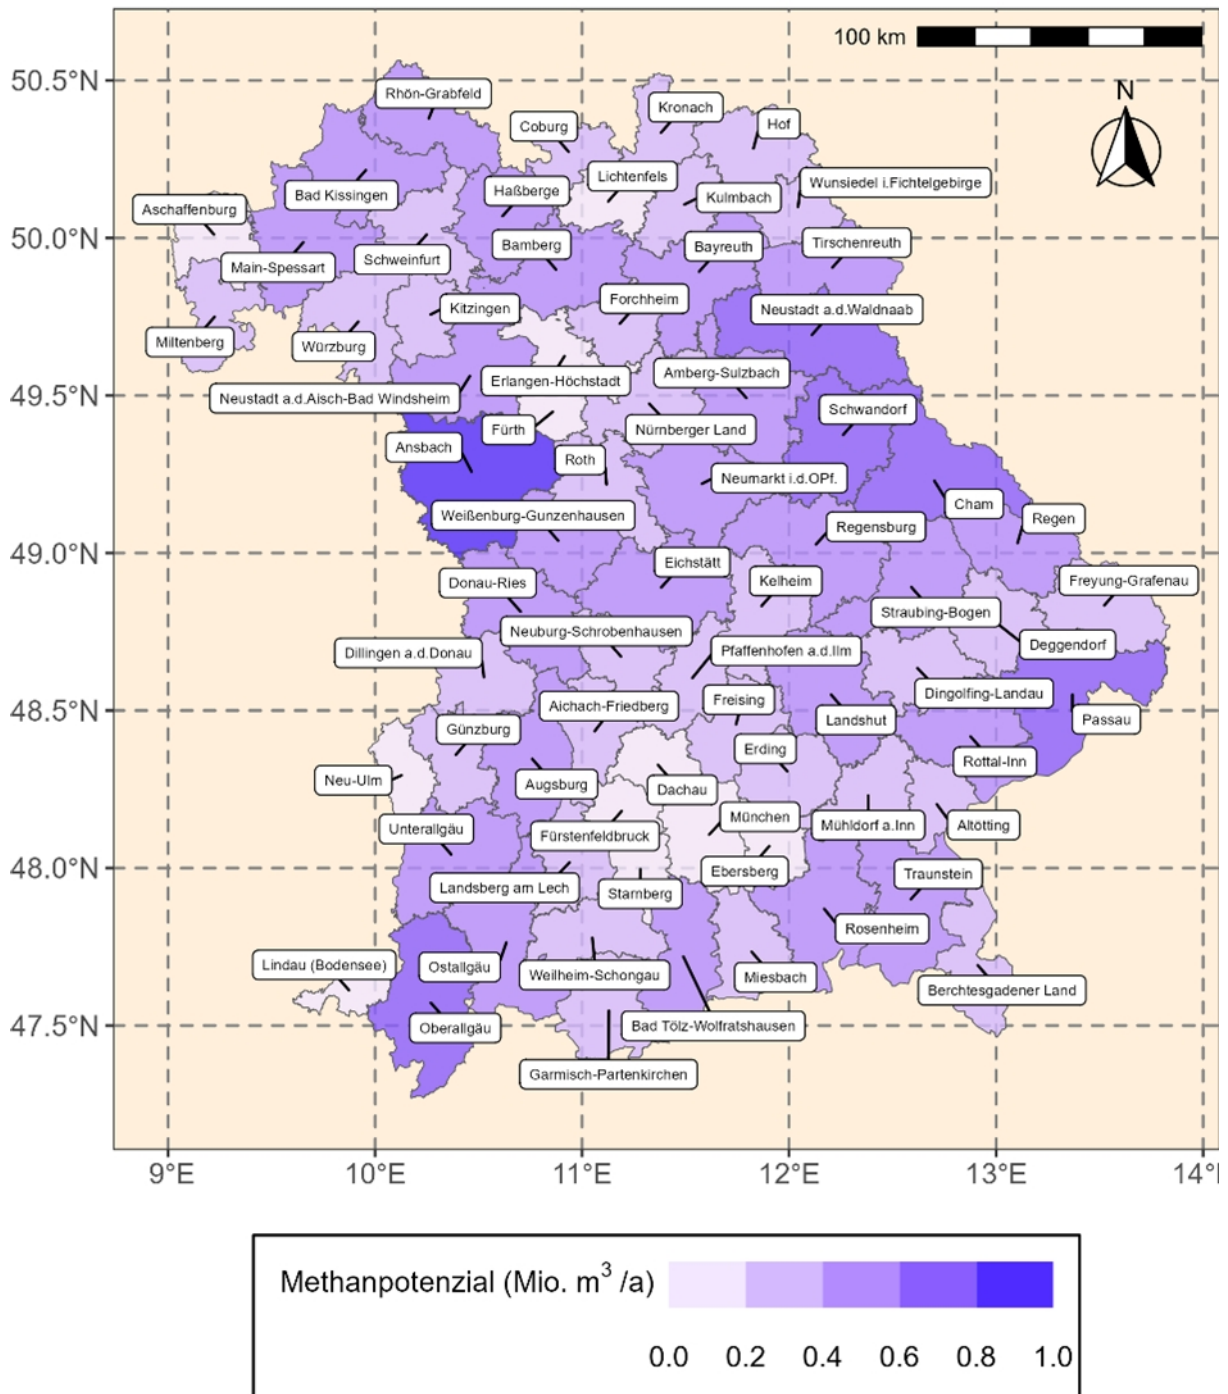 100 km
N
50.5°N
50.0°N
49.5°N
49.0°N
48.5°N
48.0°N
47.5°N
Rhön-Grabfeld
Kronach
Coburg
Hof
Lichtenfels
Wunsiedel i.Fichtelgebirge
Haßberge
Bad Kissingen
Kulmbach
Aschaffenburg
Bamberg
Bayreuth
Tirschenreuth
Schweinfurt
Main-Spessart
Forchheim
Kitzingen
Neustadt a.d.Waldnaab
Miltenberg
Würzburg
Amberg-Sulzbach
Erlangen-Höchstadt
Neustadt a.d.Aisch-Bad Windsheim
Schwandorf
Fürth
Nürnberger Land
Ansbach
Roth
Neumarkt i.d.OPf.
Cham
Weißenburg-Gunzenhausen
Regen
Regensburg
Eichstätt
Donau-Ries
Kelheim
Freyung-Grafenau
Straubing-Bogen
Neuburg-Schrobenhausen
Deggendorf
Dillingen a.d.Donau
Pfaffenhofen a.d.Ilm
Dingolfing-Landau
Aichach-Friedberg
Freising
Landshut
Passau
Günzburg
Erding
Rottal-Inn
Neu-Ulm
Augsburg
Dachau
München
Unterallgäu
Fürstenfeldbruck
Mühldorf a.Inn
Altötting
Ebersberg
Traunstein
Landsberg am Lech
Starnberg
Rosenheim
Lindau (Bodensee)
Ostallgäu
Weilheim-Schongau
Miesbach
Berchtesgadener Land
Oberallgäu
Bad Tölz-Wolfratshausen
Garmisch-Partenkirchen
9°E 10°E 11°E 12°E 13°E 14°
Methanpotenzial (Mio. m³ /a)
0.0 0.2 0.4 0.6 0.8 1.0